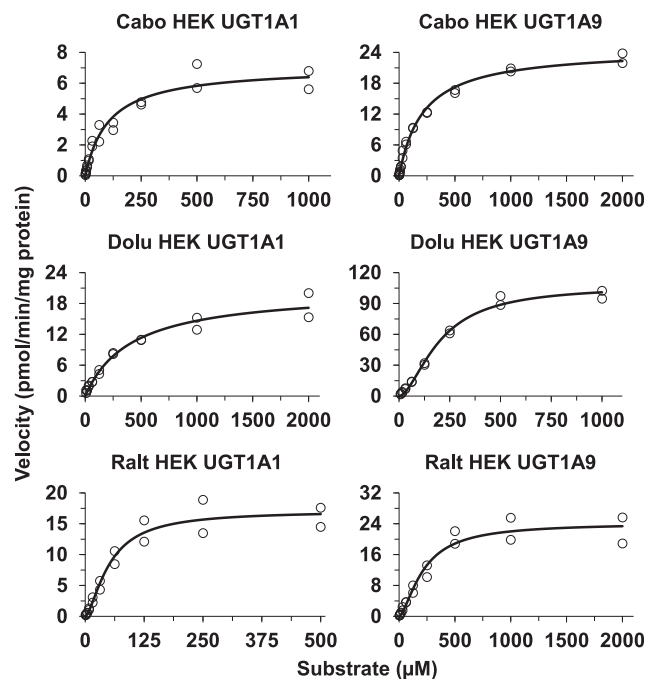 Cabo HEK UGT1A1
8
6
4
2
0
0 250 500 750 1000
Cabo HEK UGT1A9
24
18
12
6
0
0 500 1000 1500 2000
Velocity (pmol/min/mg protein)
Dolu HEK UGT1A1
24
18
12
6
0
0 500 1000 1500 2000
Dolu HEK UGT1A9
120
90
60
30
0
0 250 500 750 1000
Ralt HEK UGT1A1
20
15
10
5
0
0 125 250 375 500
Ralt HEK UGT1A9
32
24
16
8
0
0 500 1000 1500 2000
Substrate (µM)